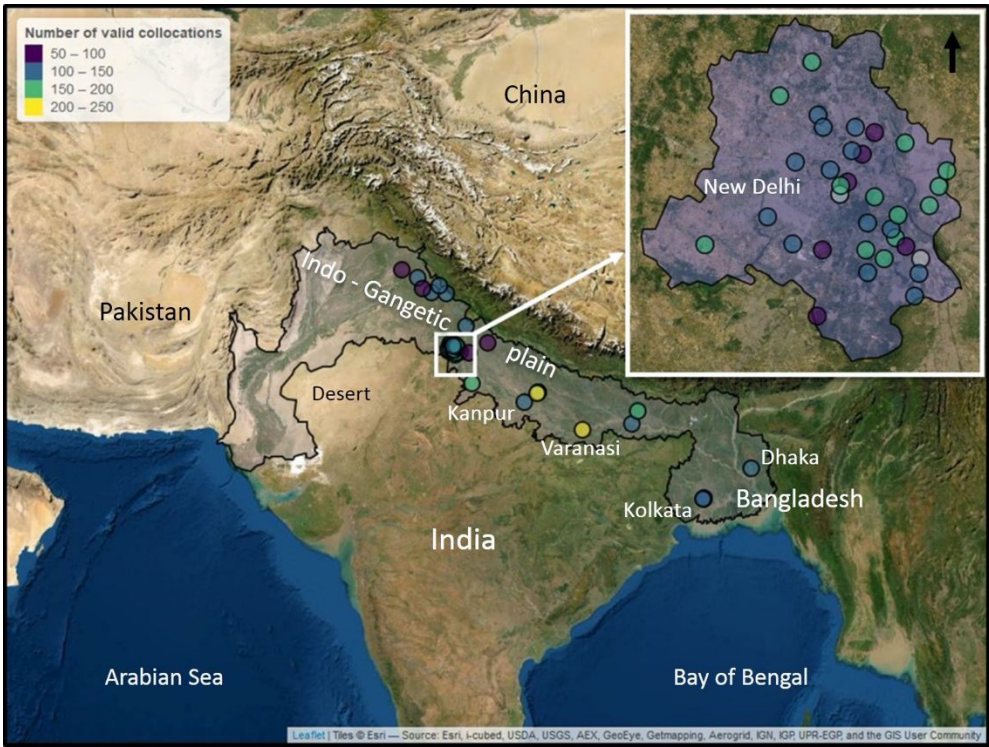 Number of valid collocations
50 – 100
100 – 150
150 – 200
200 – 250
China
New Delhi
Pakistan
Indo - Gangetic
plain
Desert
Kanpur
Varanasi
Dhaka
Kolkata
Bangladesh
India
Arabian Sea
Bay of Bengal
Leaflet | Tiles © Esri — Source: Esri, i-cubed, USDA, USGS, AEX, GeoEye, Getmapping, Aerogrid, IGN, IGP, UPR-EGP, and the GIS User Community